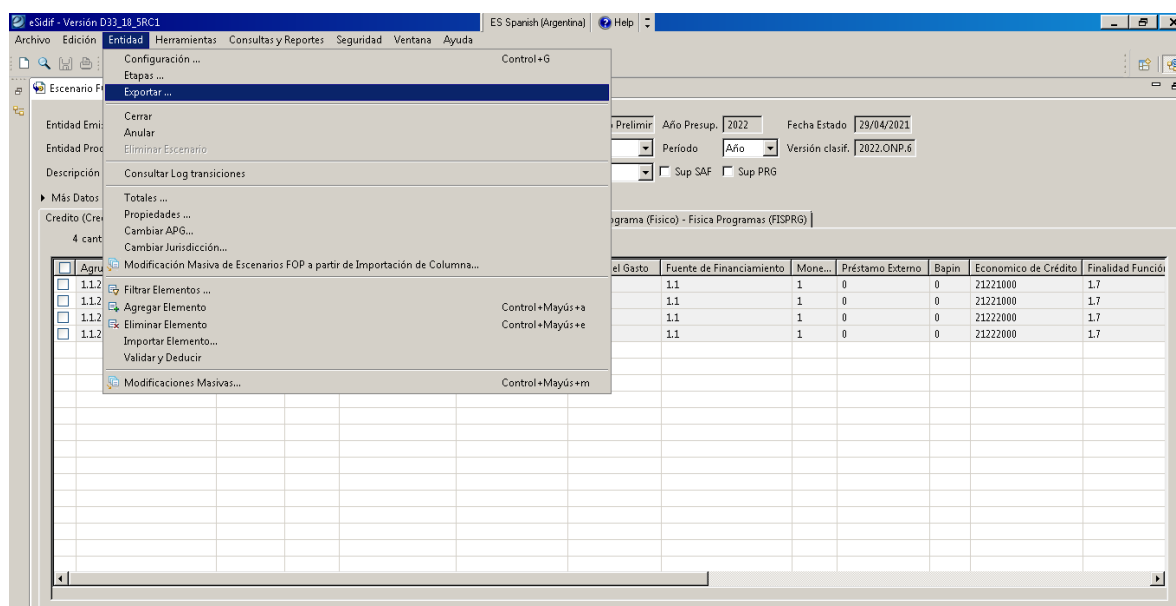 eSidif - Versión D33_18_5RC1 ES Spanish (Argentina) Help
Archivo Edición Entidad Herramientas Consultas y Reportes Seguridad Ventana Ayuda
Configuración ... Control+G
Etapas ...
Exportar ...
Cerrar
Anular
Eliminar Escenario
Consultar Log transiciones
Totales ...
Propiedades ...
Cambiar APG...
Cambiar Jurisdicción...
Modificación Masiva de Escenarios FOP a partir de Importación de Columna...
Filtrar Elementos ...
Agregar Elemento Control+Mayús+a
Eliminar Elemento Control+Mayús+e
Importar Elemento...
Validar y Deducir
Modificaciones Masivas... Control+Mayús+m
Escenario F
Entidad Emi Prelimir Año Presup. 2022 Fecha Estado 29/04/2021
Entidad Prod Período Año Versión clasif. 2022.ONP.6
Descripción Sup SAF Sup PRG
Más Datos
Credito (Cre ograma (Fisico) - Fisica Programas (FISPRG)
4 cant
Agru el Gasto Fuente de Financiamiento Mone... Préstamo Externo Bapin Economico de Crédito Finalidad Funció
1.1.2 1.1 1 0 0 21221000 1.7
1.1.2 1.1 1 0 0 21221000 1.7
1.1.2 1.1 1 0 0 21222000 1.7
1.1.2 1.1 1 0 0 21222000 1.7